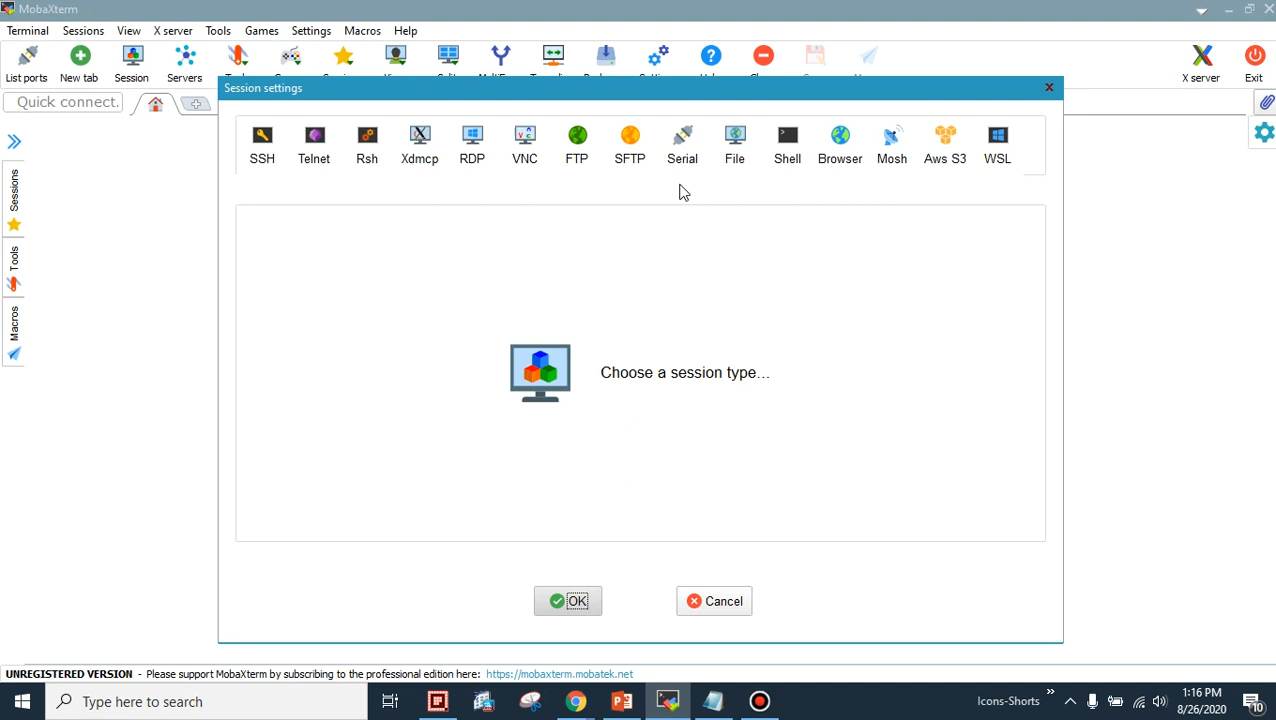 MobaXterm
Terminal Sessions View X server Tools Games Settings Macros Help
List ports New tab Session Servers X server Exit
Quick connect.
Session settings
SSH Telnet Rsh Xdmcp RDP VNC FTP SFTP Serial File Shell Browser Mosh Aws S3 WSL
Sessions
Tools
Macros
Choose a session type...
OK Cancel
UNREGISTERED VERSION - Please support MobaXterm by subscribing to the professional edition here: https://mobaxterm.mobatek.net
Type here to search
Icons-Shorts
1:16 PM
8/26/2020
10